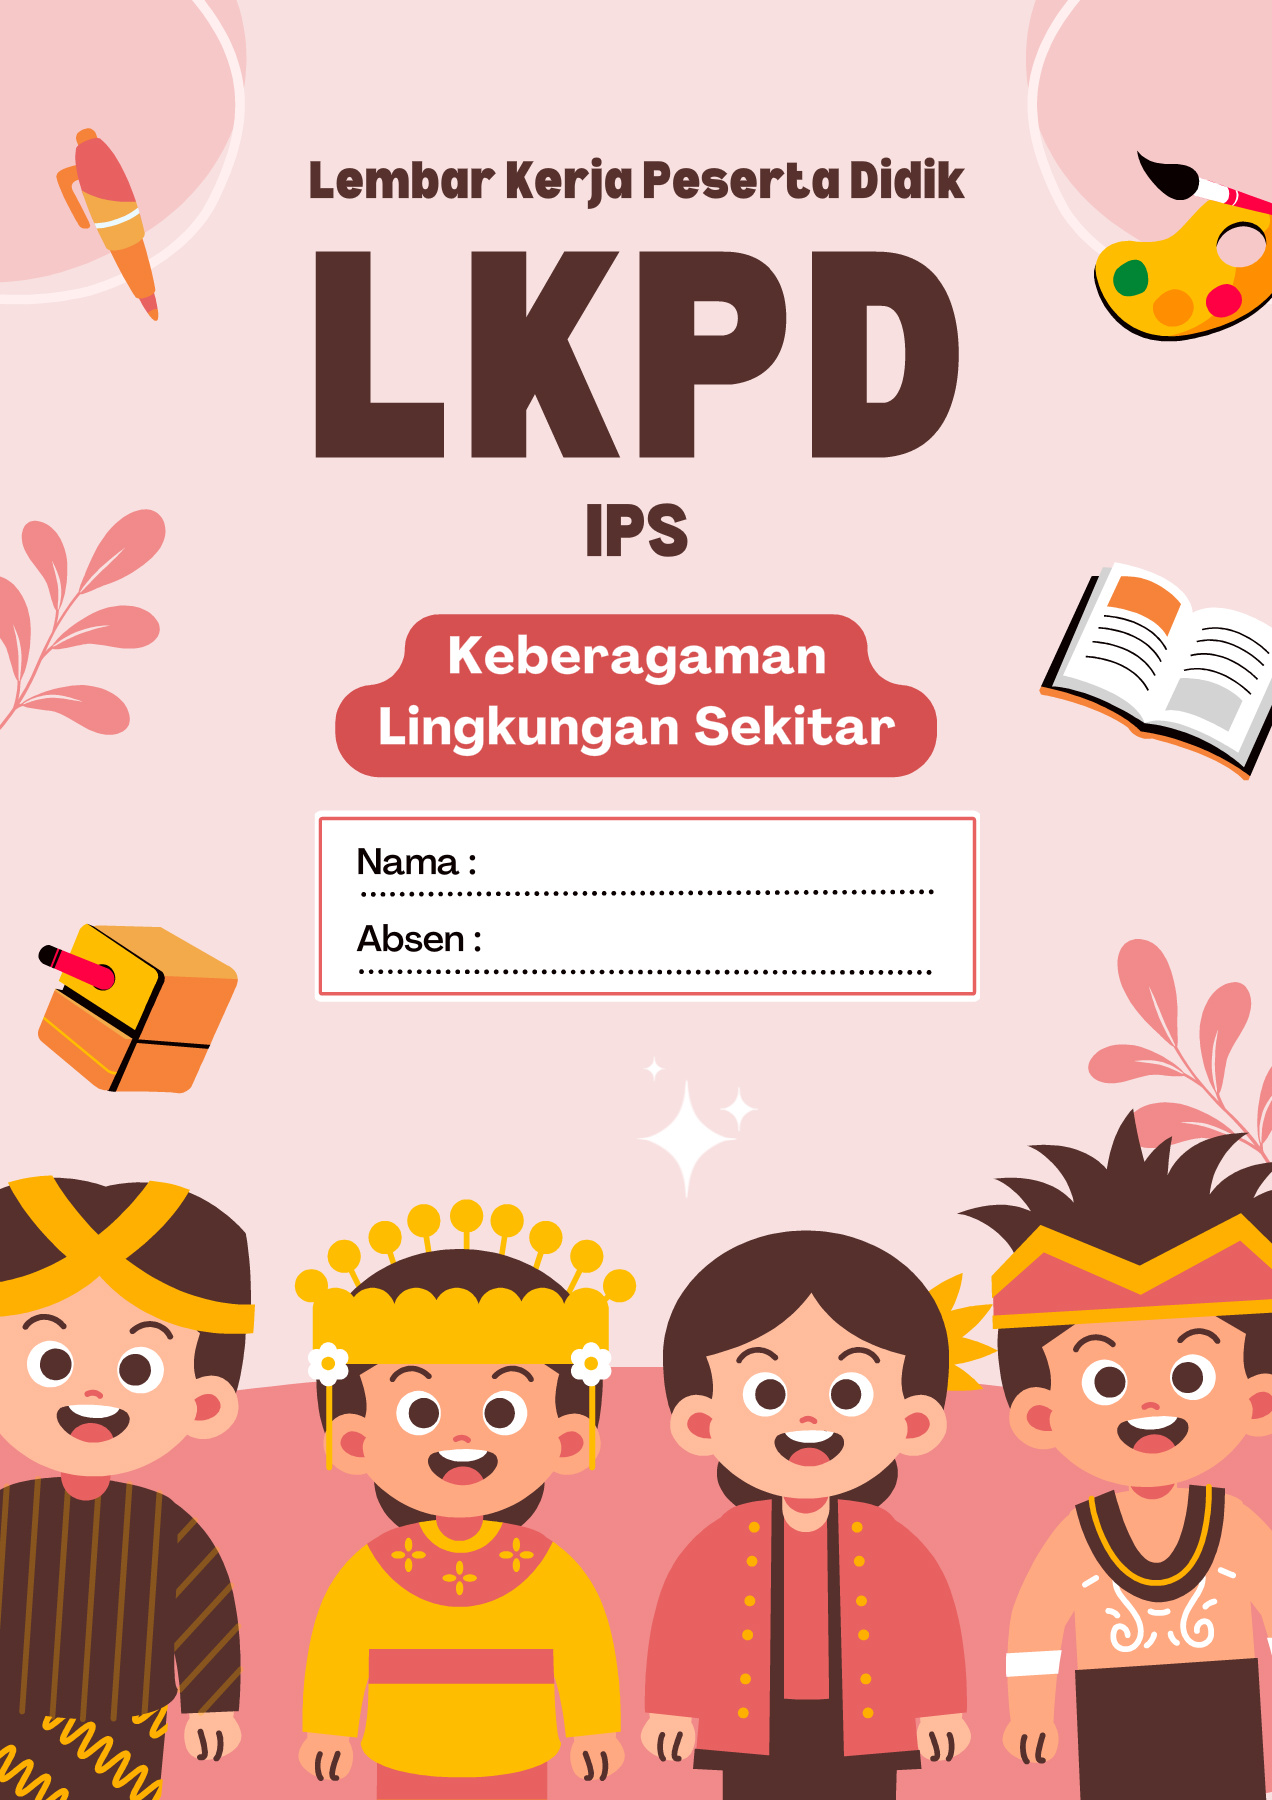 Lembar Kerja Peserta Didik
LKPD
IPS
Keberagaman
Lingkungan Sekitar
Nama :
Absen :